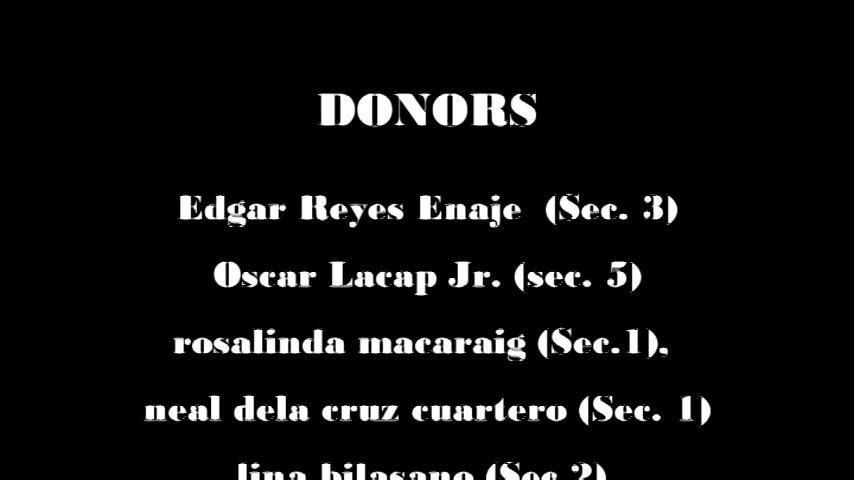 DONORS
Edgar Reyes Enaje (Sec. 3)
Oscar Lacap Jr. (sec. 5)
rosalinda macaraig (Sec.1),
neal dela cruz cuartero (Sec. 1)
lina bilasano (Sec 2)